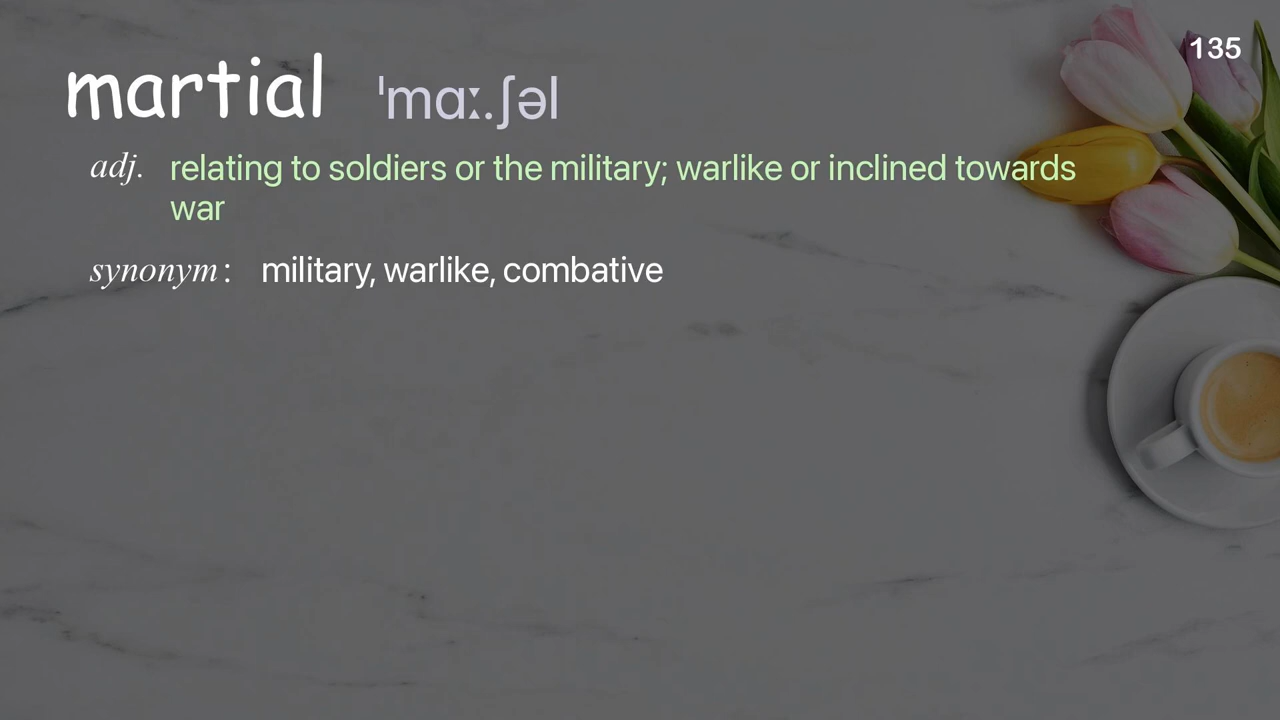 135
martial ˈmɑː.ʃəl
adj. relating to soldiers or the military; warlike or inclined towards
war
synonym: military, warlike, combative